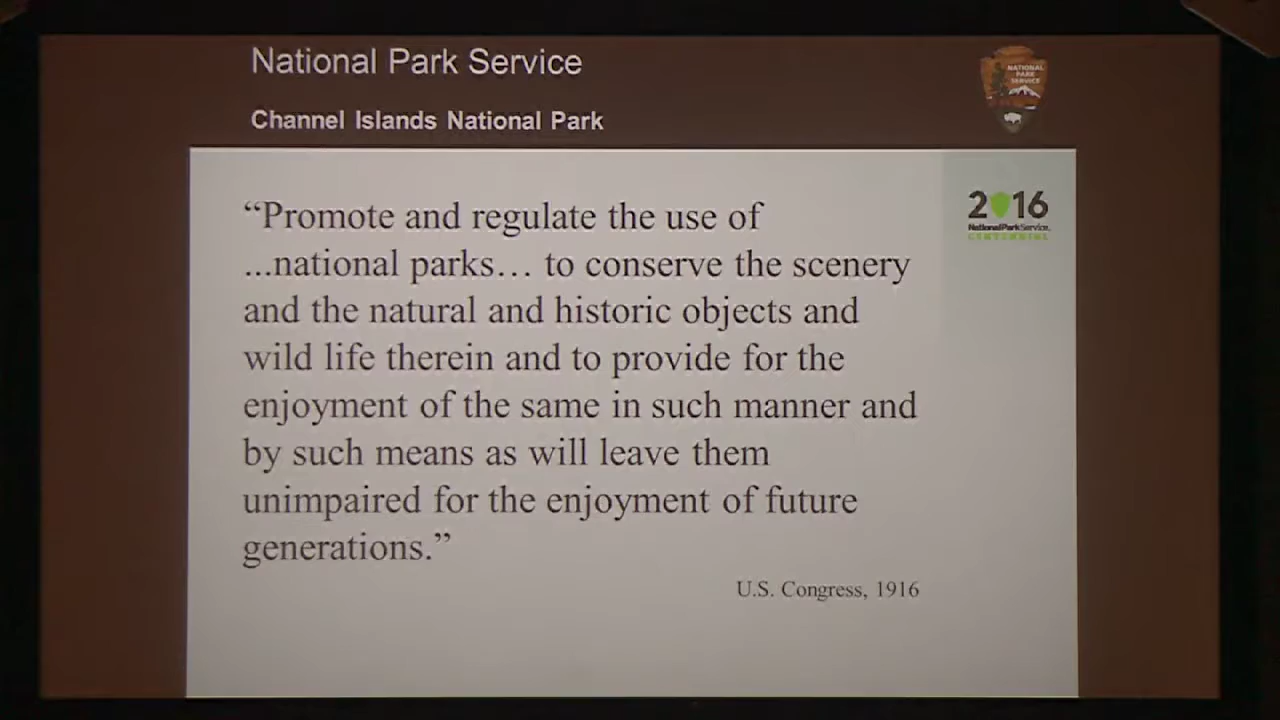 National Park Service
Channel Islands National Park
NATIONAL
PARK
SERVICE
2016
National Park Service
CENTENNIAL
“Promote and regulate the use of
...national parks… to conserve the scenery
and the natural and historic objects and
wild life therein and to provide for the
enjoyment of the same in such manner and
by such means as will leave them
unimpaired for the enjoyment of future
generations.”
U.S. Congress, 1916